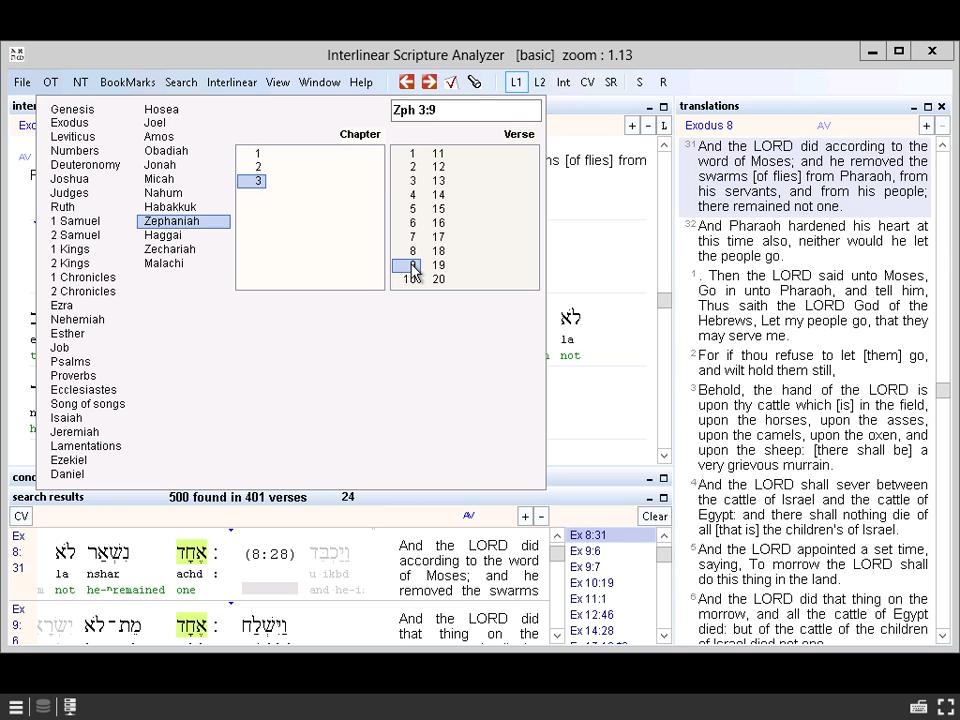 Interlinear Scripture Analyzer [basic] zoom : 1.13
File OT NT BookMarks Search Interlinear View Window Help L1 L2 Int CV SR S R
Genesis
Exodus
Leviticus
Numbers
Deuteronomy
Joshua
Judges
Ruth
1 Samuel
2 Samuel
1 Kings
2 Kings
1 Chronicles
2 Chronicles
Ezra
Nehemiah
Esther
Job
Psalms
Proverbs
Ecclesiastes
Song of songs
Isaiah
Jeremiah
Lamentations
Ezekiel
Daniel
Hosea
Joel
Amos
Obadiah
Jonah
Micah
Nahum
Habakkuk
Zephaniah
Haggai
Zechariah
Malachi
Zph 3:9
Chapter
1
2
3
Verse
1 11
2 12
3 13
4 14
5 15
6 16
7 17
8 18
9 19
10 20
+ - L
[of flies] from
לֹא
la
not
translations
Exodus 8 AV + -
31 And the LORD did according to the
word of Moses; and he removed the
swarms [of flies] from Pharaoh, from
his servants, and from his people;
there remained not one.
32 And Pharaoh hardened his heart at
this time also, neither would he let
the people go.
1 . Then the LORD said unto Moses,
Go in unto Pharaoh, and tell him,
Thus saith the LORD God of the
Hebrews, Let my people go, that they
may serve me.
2 For if thou refuse to let [them] go,
and wilt hold them still,
3 Behold, the hand of the LORD is
upon thy cattle which [is] in the field,
upon the horses, upon the asses,
upon the camels, upon the oxen, and
upon the sheep: [there shall be] a
very grievous murrain.
4 And the LORD shall sever between
the cattle of Israel and the cattle of
Egypt: and there shall nothing die of
all [that is] the children's of Israel.
5 And the LORD appointed a set time,
saying, To morrow the LORD shall
do this thing in the land.
6 And the LORD did that thing on the
morrow, and all the cattle of Egypt
died: but of the cattle of the children
of Israel died not one.
search results 500 found in 401 verses 24
CV AV + - Clear
Ex
8:
31
לֹא נִשְׁאַר אֶחָד : (8:28) וַיַּכְבֵּד
la nshar achd : u·ikbd
not he-ⁿremained one
And the LORD did
according to the word
of Moses; and he
removed the swarms
Ex
9:
6
מִת־לֹא אֶחָד : וַיִּשְׁלַח
And the LORD did
that thing on the
Ex 8:31
Ex 9:6
Ex 9:7
Ex 10:19
Ex 11:1
Ex 12:46
Ex 14:28